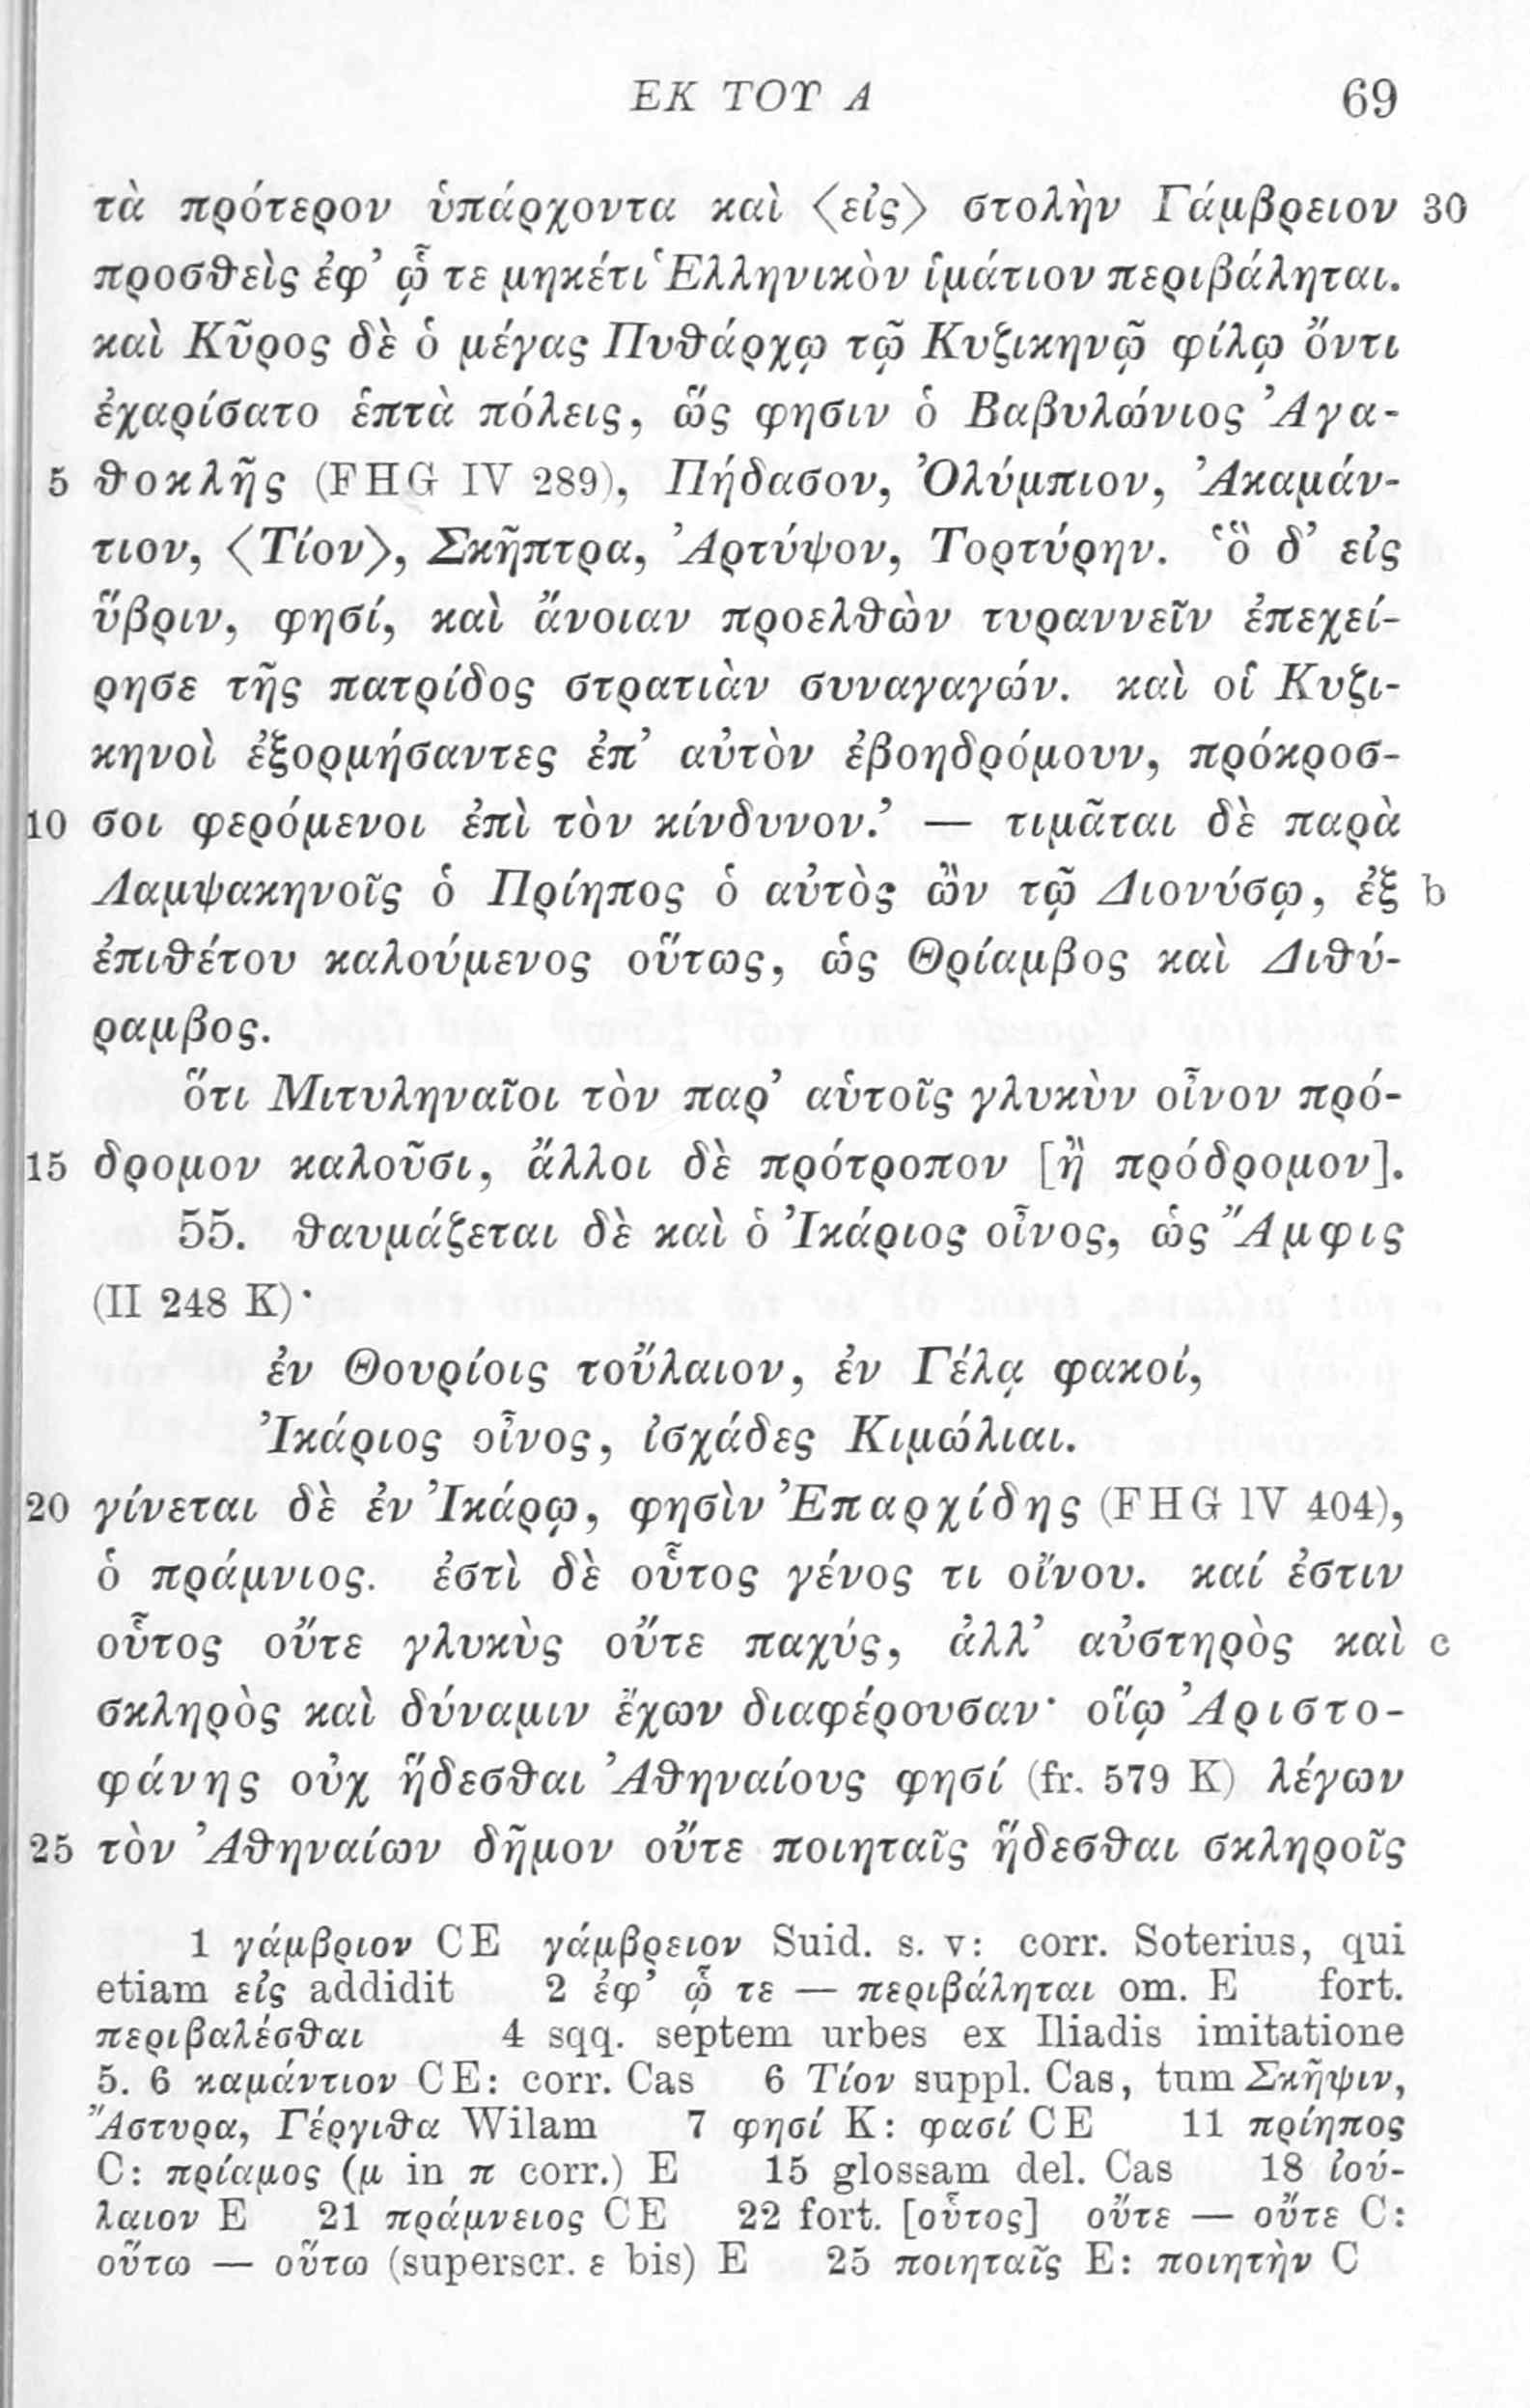 ΕΚ ΤΟΥ Α 69
τὰ πρότερον ὑπάρχοντα καὶ 〈εἰς〉 στολὴν Γάμβρειον 30
προσθεὶς ἐφ’ ᾧ τε μηκέτι Ἑλληνικὸν ἱμάτιον περιβάληται.
καὶ Κῦρος δὲ ὁ μέγας Πυθάρχῳ τῷ Κυζικηνῷ φίλῳ ὄντι
ἐχαρίσατο ἑπτὰ πόλεις, ὥς φησιν ὁ Βαβυλώνιος Ἀγα-
5 θοκλῆς (FHG IV 289), Πήδασον, Ὀλύμπιον, Ἀκαμάν-
τιον, 〈Τίον〉, Σκῆπτρα, Ἀρτύψον, Τορτύρην. ‘ὃ δ’ εἰς
ὕβριν, φησί, καὶ ἄνοιαν προελθὼν τυραννεῖν ἐπεχεί-
ρησε τῆς πατρίδος στρατιὰν συναγαγών. καὶ οἱ Κυζι-
κηνοὶ ἐξορμήσαντες ἐπ’ αὐτὸν ἐβοηδρόμουν, πρόκροσ-
10 σοι φερόμενοι ἐπὶ τὸν κίνδυνον.’ — τιμᾶται δὲ παρὰ
Λαμψακηνοῖς ὁ Πρίηπος ὁ αὐτὸς ὢν τῷ Διονύσῳ, ἐξ b
ἐπιθέτου καλούμενος οὕτως, ὡς Θρίαμβος καὶ Διθύ-
ραμβος.
ὅτι Μιτυληναῖοι τὸν παρ’ αὑτοῖς γλυκὺν οἶνον πρό-
15 δρομον καλοῦσι, ἄλλοι δὲ πρότροπον [ἢ πρόδρομον].
55. θαυμάζεται δὲ καὶ ὁ Ἰκάριος οἶνος, ὡς Ἄμφις
(II 248 K)·
ἐν Θουρίοις τοὔλαιον, ἐν Γέλᾳ φακοί,
Ἰκάριος οἶνος, ἰσχάδες Κιμώλιαι.
20 γίνεται δὲ ἐν Ἰκάρῳ, φησὶν Ἐπαρχίδης (FHG IV 404),
ὁ πράμνιος. ἐστὶ δὲ οὗτος γένος τι οἴνου. καί ἐστιν
οὗτος οὔτε γλυκὺς οὔτε παχύς, ἀλλ’ αὐστηρὸς καὶ c
σκληρὸς καὶ δύναμιν ἔχων διαφέρουσαν· οἵῳ Ἀριστο-
φάνης οὐχ ἥδεσθαι Ἀθηναίους φησί (fr. 579 K) λέγων
25 τὸν Ἀθηναίων δῆμον οὔτε ποιηταῖς ἥδεσθαι σκληροῖς
1 γάμβριον CE γάμβρειον Suid. s. v: corr. Soterius, qui
etiam εἰς addidit 2 ἐφ’ ᾧ τε — περιβάληται om. E fort.
περιβαλέσθαι 4 sqq. septem urbes ex Iliadis imitatione
5. 6 καμάντιον CE: corr. Cas 6 Τίον suppl. Cas, tum Σκῆψιν,
Ἄστυρα, Γέργιθα Wilam 7 φησί K: φασί CE 11 πρίηπος
C: πρίαμος (μ in π corr.) E 15 glossam del. Cas 18 ἰού-
λαιον E 21 πράμνειος CE 22 fort. [οὗτος] οὔτε — οὔτε C:
οὕτω — οὕτω (superscr. ε bis) E 25 ποιηταῖς E: ποιητὴν C